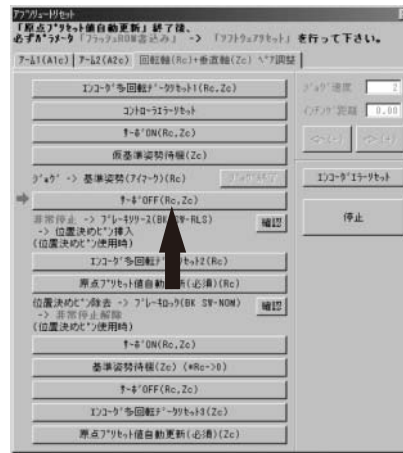 アブソリュートリセット
「原点プリセット値自動更新」終了後、
必ずパラメータ「フラッシュROM書込み」 -> 「ソフトウェアリセット」 を行って下さい。
アーム1(A1c) アーム2(A2c) 回転軸(Rc)+垂直軸(Zc) ペア調整
エンコーダ多回転データリセット1(Rc,Zc)
ジョグ速度 2
コントローラエラーリセット
インチング距離 0.00
サーボON(Rc,Zc)
仮基準姿勢待機(Zc)
ジョグ -> 基準姿勢(アイマーク)(Rc)
エンコーダエラーリセット
サーボOFF(Rc,Zc)
停止
非常停止 -> ブレーキリリース(BK SW-RLS)
-> 位置決めピン挿入
(位置決めピン使用時)
確認
エンコーダ多回転データリセット2(Rc)
原点プリセット値自動更新(必須)(Rc)
位置決めピン除去 -> ブレーキロック(BK SW-NOM)
-> 非常停止解除
(位置決めピン使用時)
確認
サーボON(Rc,Zc)
基準姿勢待機(Zc) (*Rc->0)
サーボOFF(Rc,Zc)
エンコーダ多回転データリセット3(Zc)
原点プリセット値自動更新(必須)(Zc)